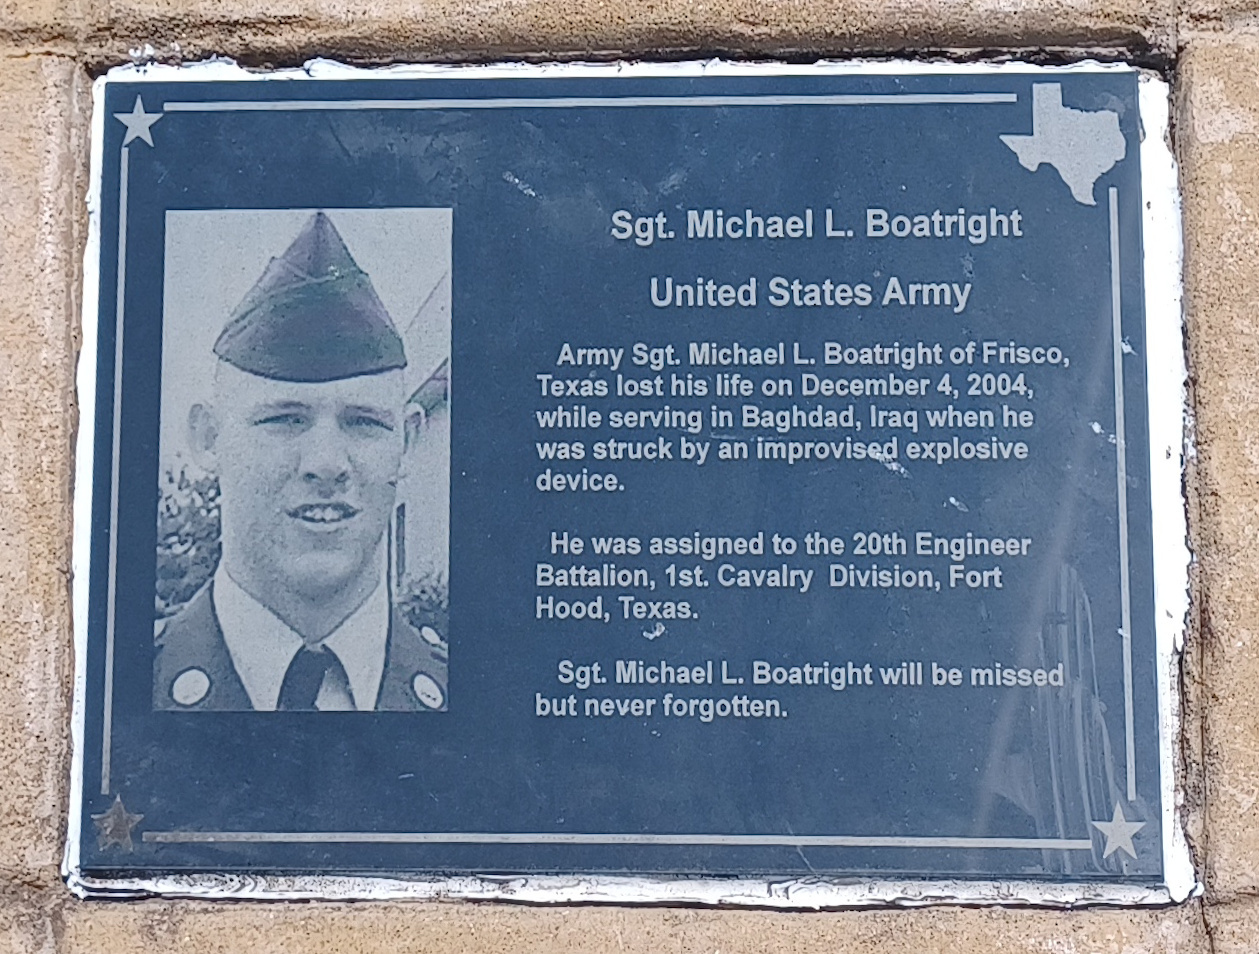 Sgt. Michael L. Boatright
United States Army
Army Sgt. Michael L. Boatright of Frisco,
Texas lost his life on December 4, 2004,
while serving in Baghdad, Iraq when he
was struck by an improvised explosive
device.
He was assigned to the 20th Engineer
Battalion, 1st. Cavalry Division, Fort
Hood, Texas.
Sgt. Michael L. Boatright will be missed
but never forgotten.